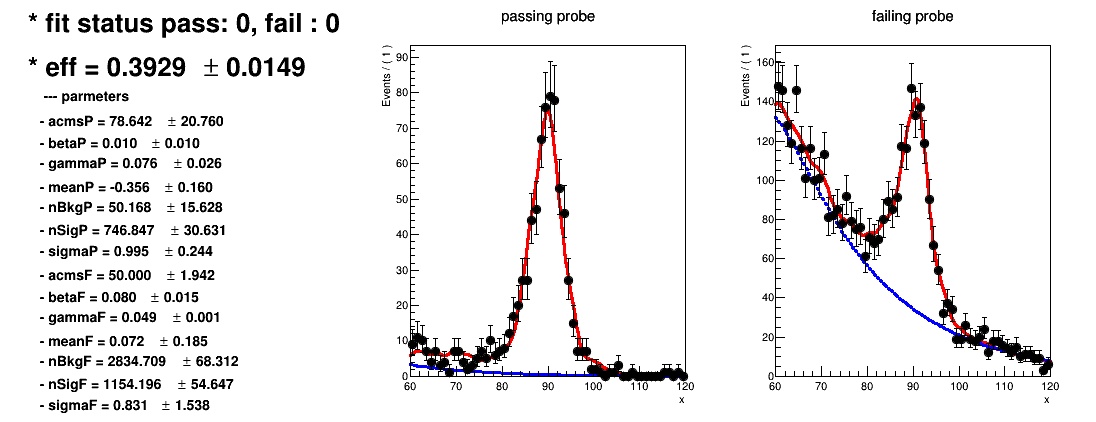 * fit status pass: 0, fail : 0
* eff = 0.3929 ± 0.0149
--- parmeters
- acmsP = 78.642 ± 20.760
- betaP = 0.010 ± 0.010
- gammaP = 0.076 ± 0.026
- meanP = -0.356 ± 0.160
- nBkgP = 50.168 ± 15.628
- nSigP = 746.847 ± 30.631
- sigmaP = 0.995 ± 0.244
- acmsF = 50.000 ± 1.942
- betaF = 0.080 ± 0.015
- gammaF = 0.049 ± 0.001
- meanF = 0.072 ± 0.185
- nBkgF = 2834.709 ± 68.312
- nSigF = 1154.196 ± 54.647
- sigmaF = 0.831 ± 1.538
passing probe
Events / ( 1 )
90
80
70
60
50
40
30
20
10
0
60 70 80 90 100 110 120
x
failing probe
Events / ( 1 )
160
140
120
100
80
60
40
20
0
60 70 80 90 100 110 120
x